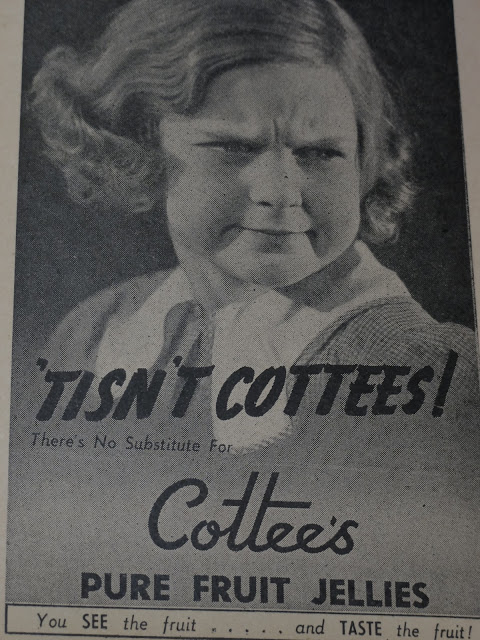 'TISN'T COTTEES!
There's No Substitute For
Cottee's
PURE FRUIT JELLIES
You SEE the fruit . . . . . and TASTE the fruit!